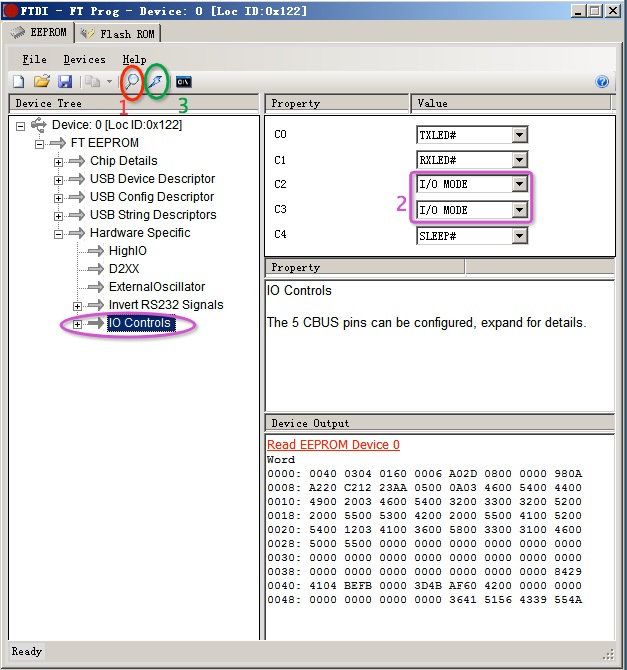 FTDI - FT Prog - Device: 0 [Loc ID:0x122]
EEPROM
Flash ROM
File Devices Help
C:\
1
3
Device Tree
Property Value
Device: 0 [Loc ID:0x122]
FT EEPROM
Chip Details
USB Device Descriptor
USB Config Descriptor
USB String Descriptors
Hardware Specific
HighIO
D2XX
ExternalOscillator
Invert RS232 Signals
IO Controls
C0 TXLED#
C1 RXLED#
C2 I/O MODE
2
C3 I/O MODE
C4 SLEEP#
Property
IO Controls
The 5 CBUS pins can be configured, expand for details.
Device Output
Read EEPROM Device 0
Word
0000: 0040 0304 0160 0006 A02D 0800 0000 980A
0008: A220 C212 23AA 0500 0A03 4600 5400 4400
0010: 4900 2003 4600 5400 3200 3300 3200 5200
0018: 2000 5500 5300 4200 2000 5500 4100 5200
0020: 5400 1203 4100 3600 5800 3300 3100 4600
0028: 5000 5500 0000 0000 0000 0000 0000 0000
0030: 0000 0000 0000 0000 0000 0000 0000 0000
0038: 0000 0000 0000 0000 0000 0000 0000 8429
0040: 4104 BEFB 0000 3D4B AF60 4200 0000 0000
0048: 0000 0000 0000 0000 3641 5156 4339 554A
Ready